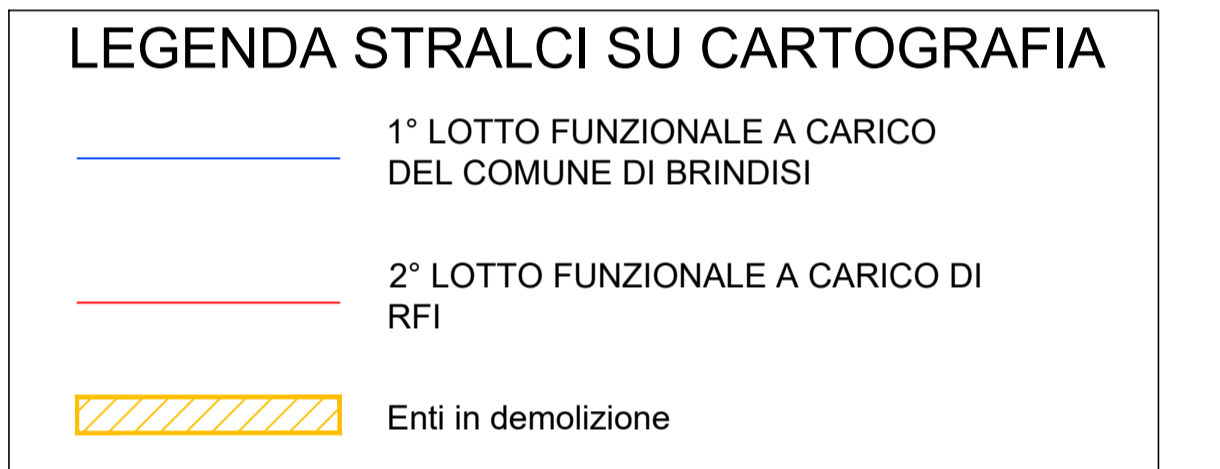 LEGENDA STRALCI SU CARTOGRAFIA
1° LOTTO FUNZIONALE A CARICO
DEL COMUNE DI BRINDISI
2° LOTTO FUNZIONALE A CARICO DI
RFI
Enti in demolizione